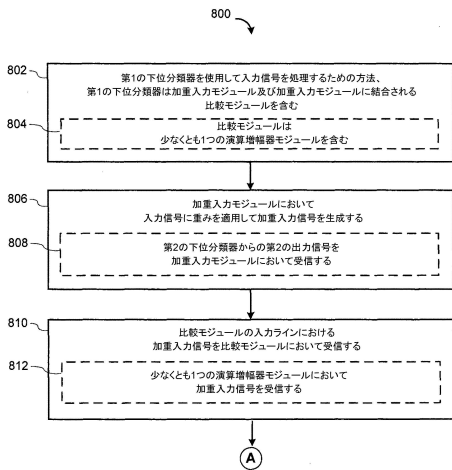 800
802
第1の下位分類器を使用して入力信号を処理するための方法、
第1の下位分類器は加重入力モジュール及び加重入力モジュールに結合される
比較モジュールを含む
804
比較モジュールは
少なくとも1つの演算増幅器モジュールを含む
806
加重入力モジュールにおいて
入力信号に重みを適用して加重入力信号を生成する
808
第2の下位分類器からの第2の出力信号を
加重入力モジュールにおいて受信する
810
比較モジュールの入力ラインにおける
加重入力信号を比較モジュールにおいて受信する
812
少なくとも1つの演算増幅器モジュールにおいて
加重入力信号を受信する
A